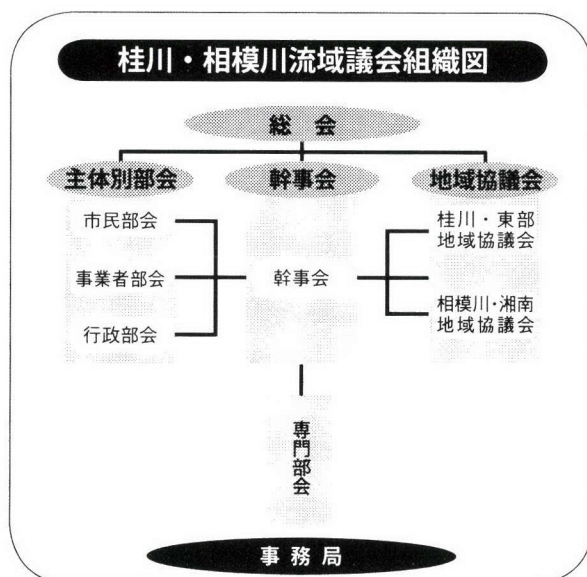 桂川・相模川流域議会組織図
総会
主体別部会
幹事会
地域協議会
市民部会
事業者部会
行政部会
幹事会
桂川・東部
地域協議会
相模川・湘南
地域協議会
専門部会
事務局